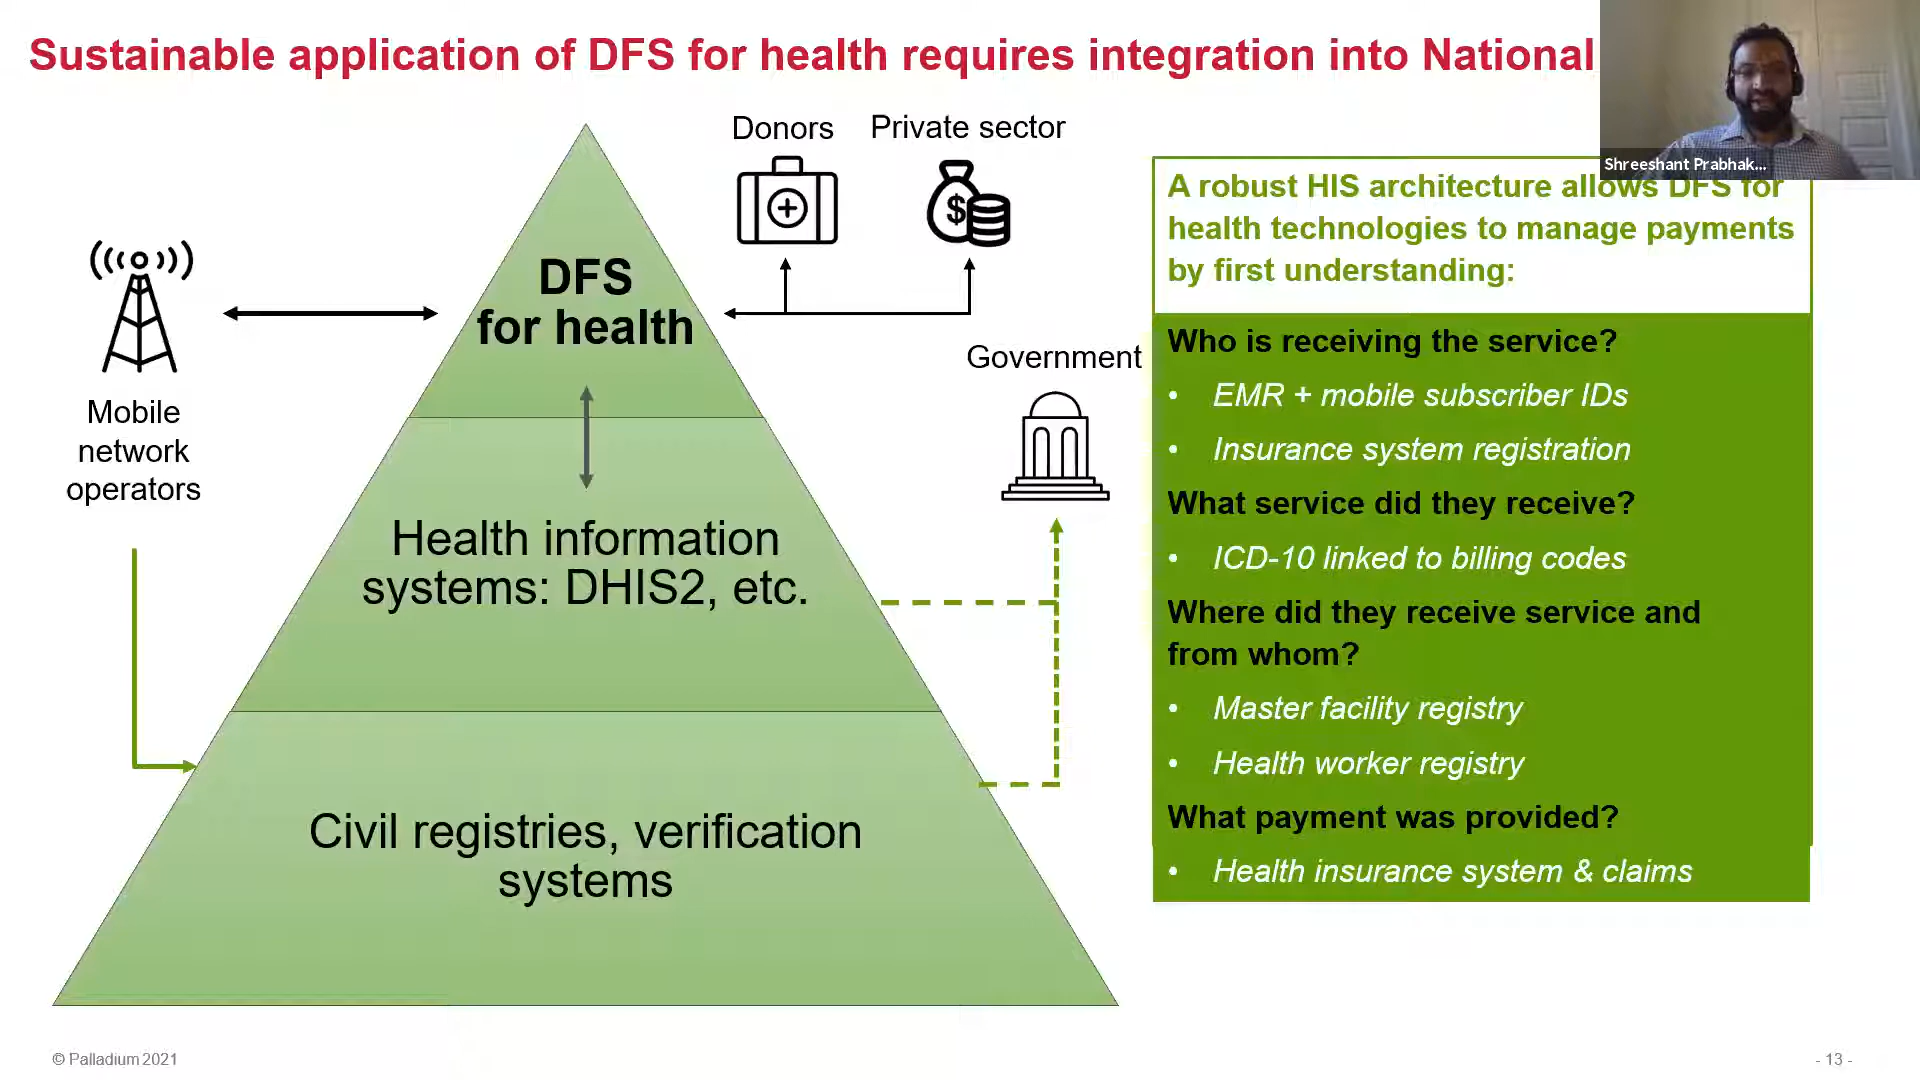 Sustainable application of DFS for health requires integration into National
Shreeshant Prabhak...
Donors
Private sector
DFS
for health
Mobile
network
operators
Government
Health information
systems: DHIS2, etc.
Civil registries, verification
systems
A robust HIS architecture allows DFS for
health technologies to manage payments
by first understanding:
Who is receiving the service?
• EMR + mobile subscriber IDs
• Insurance system registration
What service did they receive?
• ICD-10 linked to billing codes
Where did they receive service and
from whom?
• Master facility registry
• Health worker registry
What payment was provided?
• Health insurance system & claims
© Palladium 2021
- 13 -